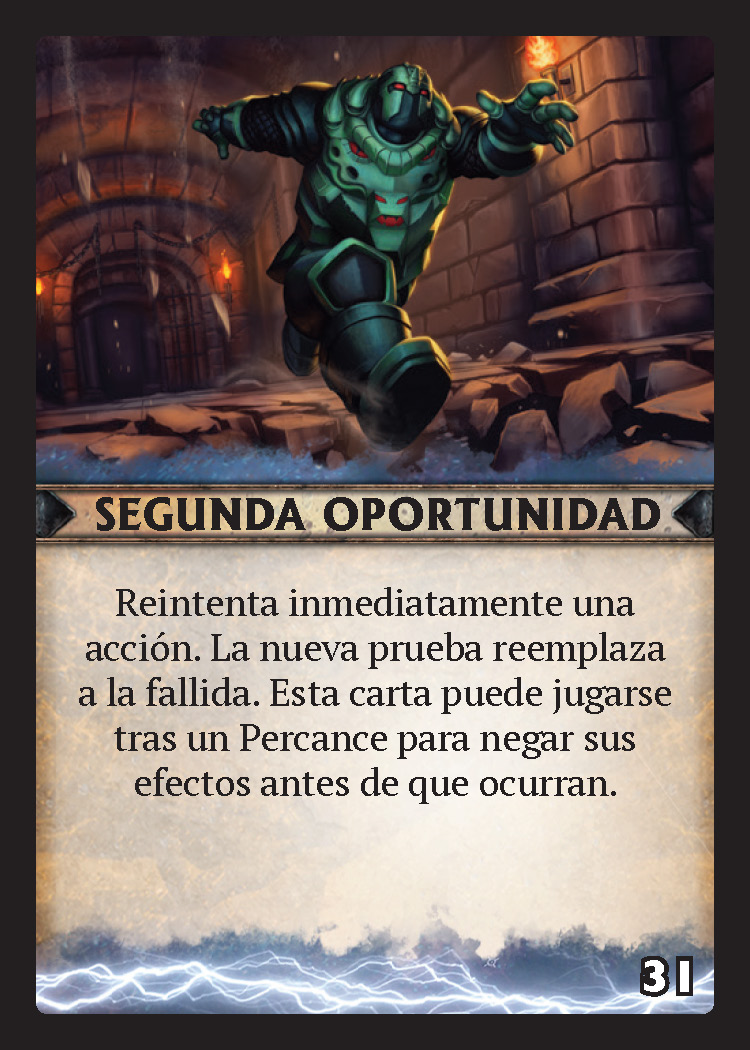 SEGUNDA OPORTUNIDAD
Reintenta inmediatamente una
acción. La nueva prueba reemplaza
a la fallida. Esta carta puede jugarse
tras un Percance para negar sus
efectos antes de que ocurran.
31